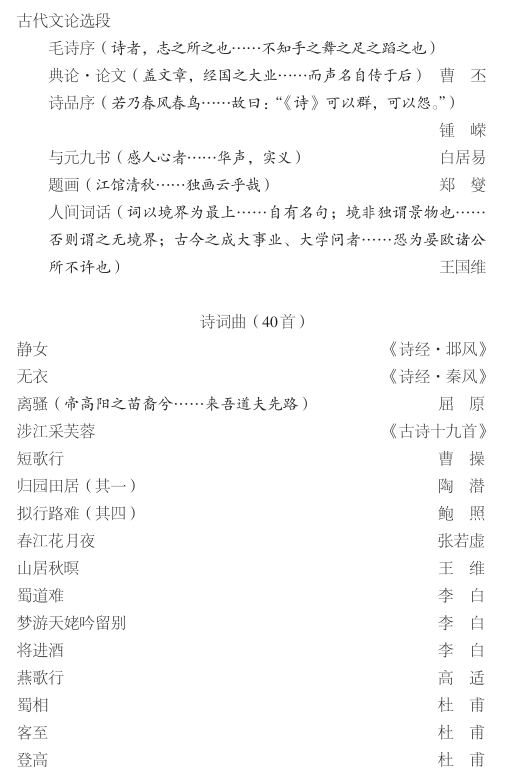 古代文论选段
毛诗序（诗者，志之所之也……不知手之舞之足之蹈之也）
典论·论文（盖文章，经国之大业……而声名自传于后） 曹 丕
诗品序（若乃春风春鸟……故曰：“《诗》可以群，可以怨。”）
锺 嵘
与元九书（感人心者……华声，实义） 白居易
题画（江馆清秋……独画云乎哉） 郑 燮
人间词话（词以境界为最上……自有名句；境非独谓景物也……
否则谓之无境界；古今之成大事业、大学问者……恐为晏欧诸公
所不许也） 王国维
诗词曲（40首）
静女 《诗经·邶风》
无衣 《诗经·秦风》
离骚（帝高阳之苗裔兮……来吾道夫先路） 屈 原
涉江采芙蓉 《古诗十九首》
短歌行 曹 操
归园田居（其一） 陶 潜
拟行路难（其四） 鲍 照
春江花月夜 张若虚
山居秋暝 王 维
蜀道难 李 白
梦游天姥吟留别 李 白
将进酒 李 白
燕歌行 高 适
蜀相 杜 甫
客至 杜 甫
登高 杜 甫